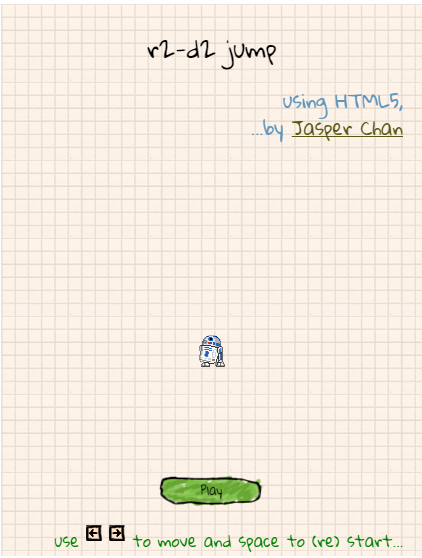 r2-d2 jump
using HTML5,
...by Jasper Chan
Play
use ← → to move and space to (re) start...